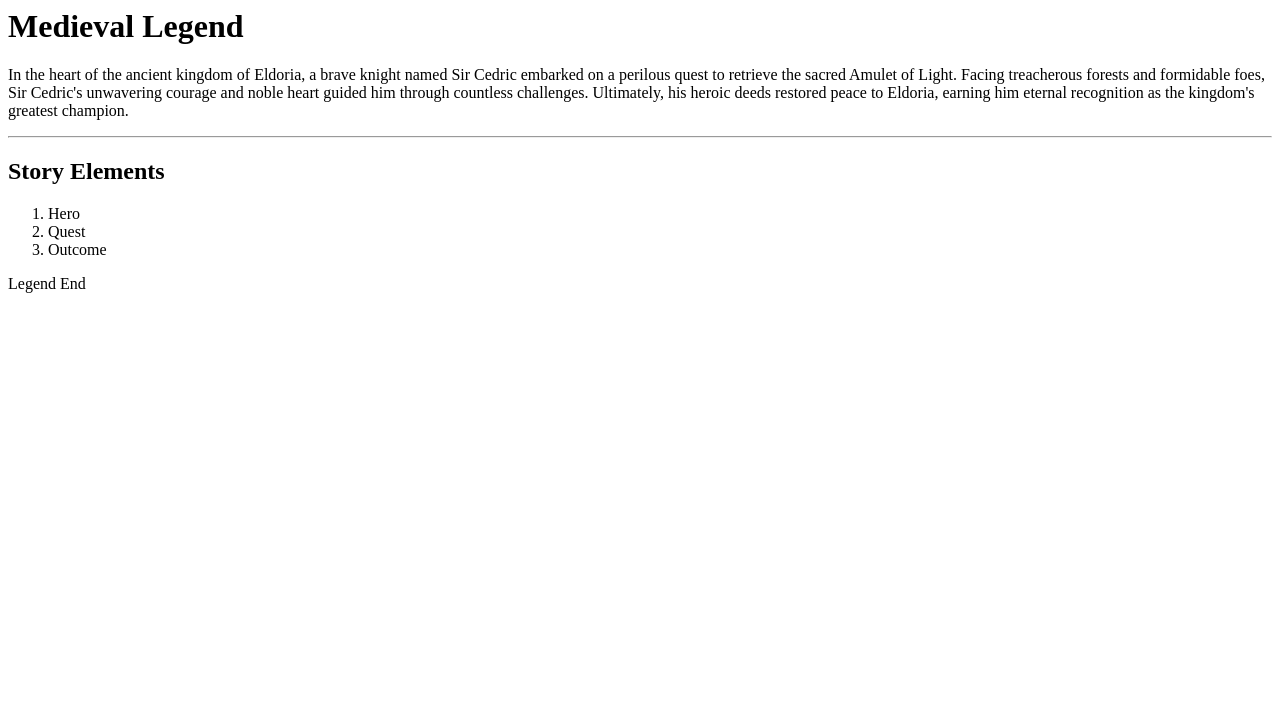 Medieval Legend
In the heart of the ancient kingdom of Eldoria, a brave knight named Sir Cedric embarked on a perilous quest to retrieve the sacred Amulet of Light. Facing treacherous forests and formidable foes,
Sir Cedric's unwavering courage and noble heart guided him through countless challenges. Ultimately, his heroic deeds restored peace to Eldoria, earning him eternal recognition as the kingdom's
greatest champion.
Story Elements
1. Hero
2. Quest
3. Outcome
Legend End